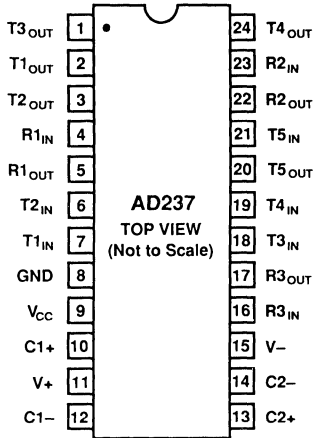 T3OUT 1 24 T4OUT
T1OUT 2 23 R2IN
T2OUT 3 22 R2OUT
R1IN 4 21 T5IN
R1OUT 5 20 T5OUT
T2IN 6 AD237 19 T4IN
TOP VIEW
T1IN 7 (Not to Scale) 18 T3IN
GND 8 17 R3OUT
VCC 9 16 R3IN
C1+ 10 15 V−
V+ 11 14 C2−
C1− 12 13 C2+